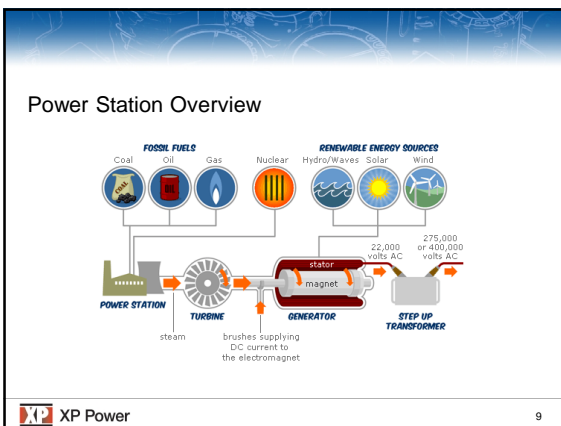 Power Station Overview
FOSSIL FUELS
RENEWABLE ENERGY SOURCES
Coal
Oil
Gas
Nuclear
Hydro/Waves
Solar
Wind
COAL
22,000
volts AC
275,000
or 400,000
volts AC
stator
magnet
POWER STATION
TURBINE
GENERATOR
STEP UP
TRANSFORMER
steam
brushes supplying
DC current to
the electromagnet
XP XP Power
9